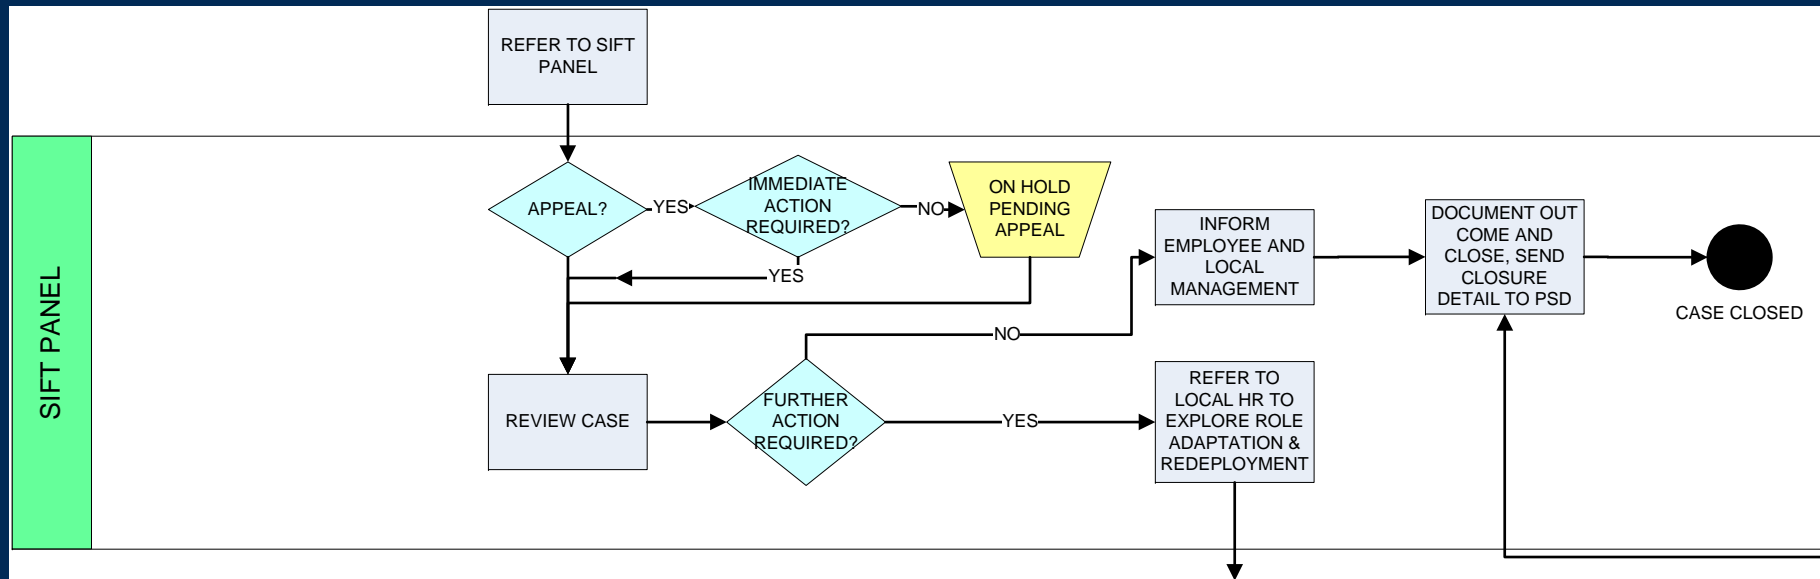 REFER TO SIFT
PANEL
SIFT PANEL
APPEAL?
YES
IMMEDIATE
ACTION
REQUIRED?
NO
ON HOLD
PENDING
APPEAL
YES
INFORM
EMPLOYEE AND
LOCAL
MANAGEMENT
DOCUMENT OUT
COME AND
CLOSE, SEND
CLOSURE
DETAIL TO PSD
CASE CLOSED
NO
REVIEW CASE
FURTHER
ACTION
REQUIRED?
YES
REFER TO
LOCAL HR TO
EXPLORE ROLE
ADAPTATION &
REDEPLOYMENT